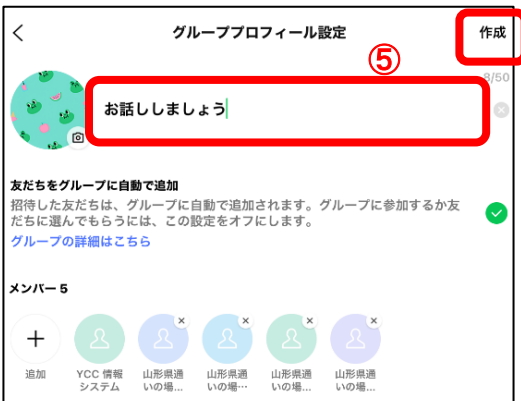 グループプロフィール設定
作成
⑤
8/50
お話ししましょう
友だちをグループに自動で追加
招待した友だちは、グループに自動で追加されます。グループに参加するか友
だちに選んでもらうには、この設定をオフにします。
グループの詳細はこちら
メンバー 5
追加
YCC 情報
システム
山形県通
いの場...
山形県通
いの場...
山形県通
いの場...
山形県通
いの場...